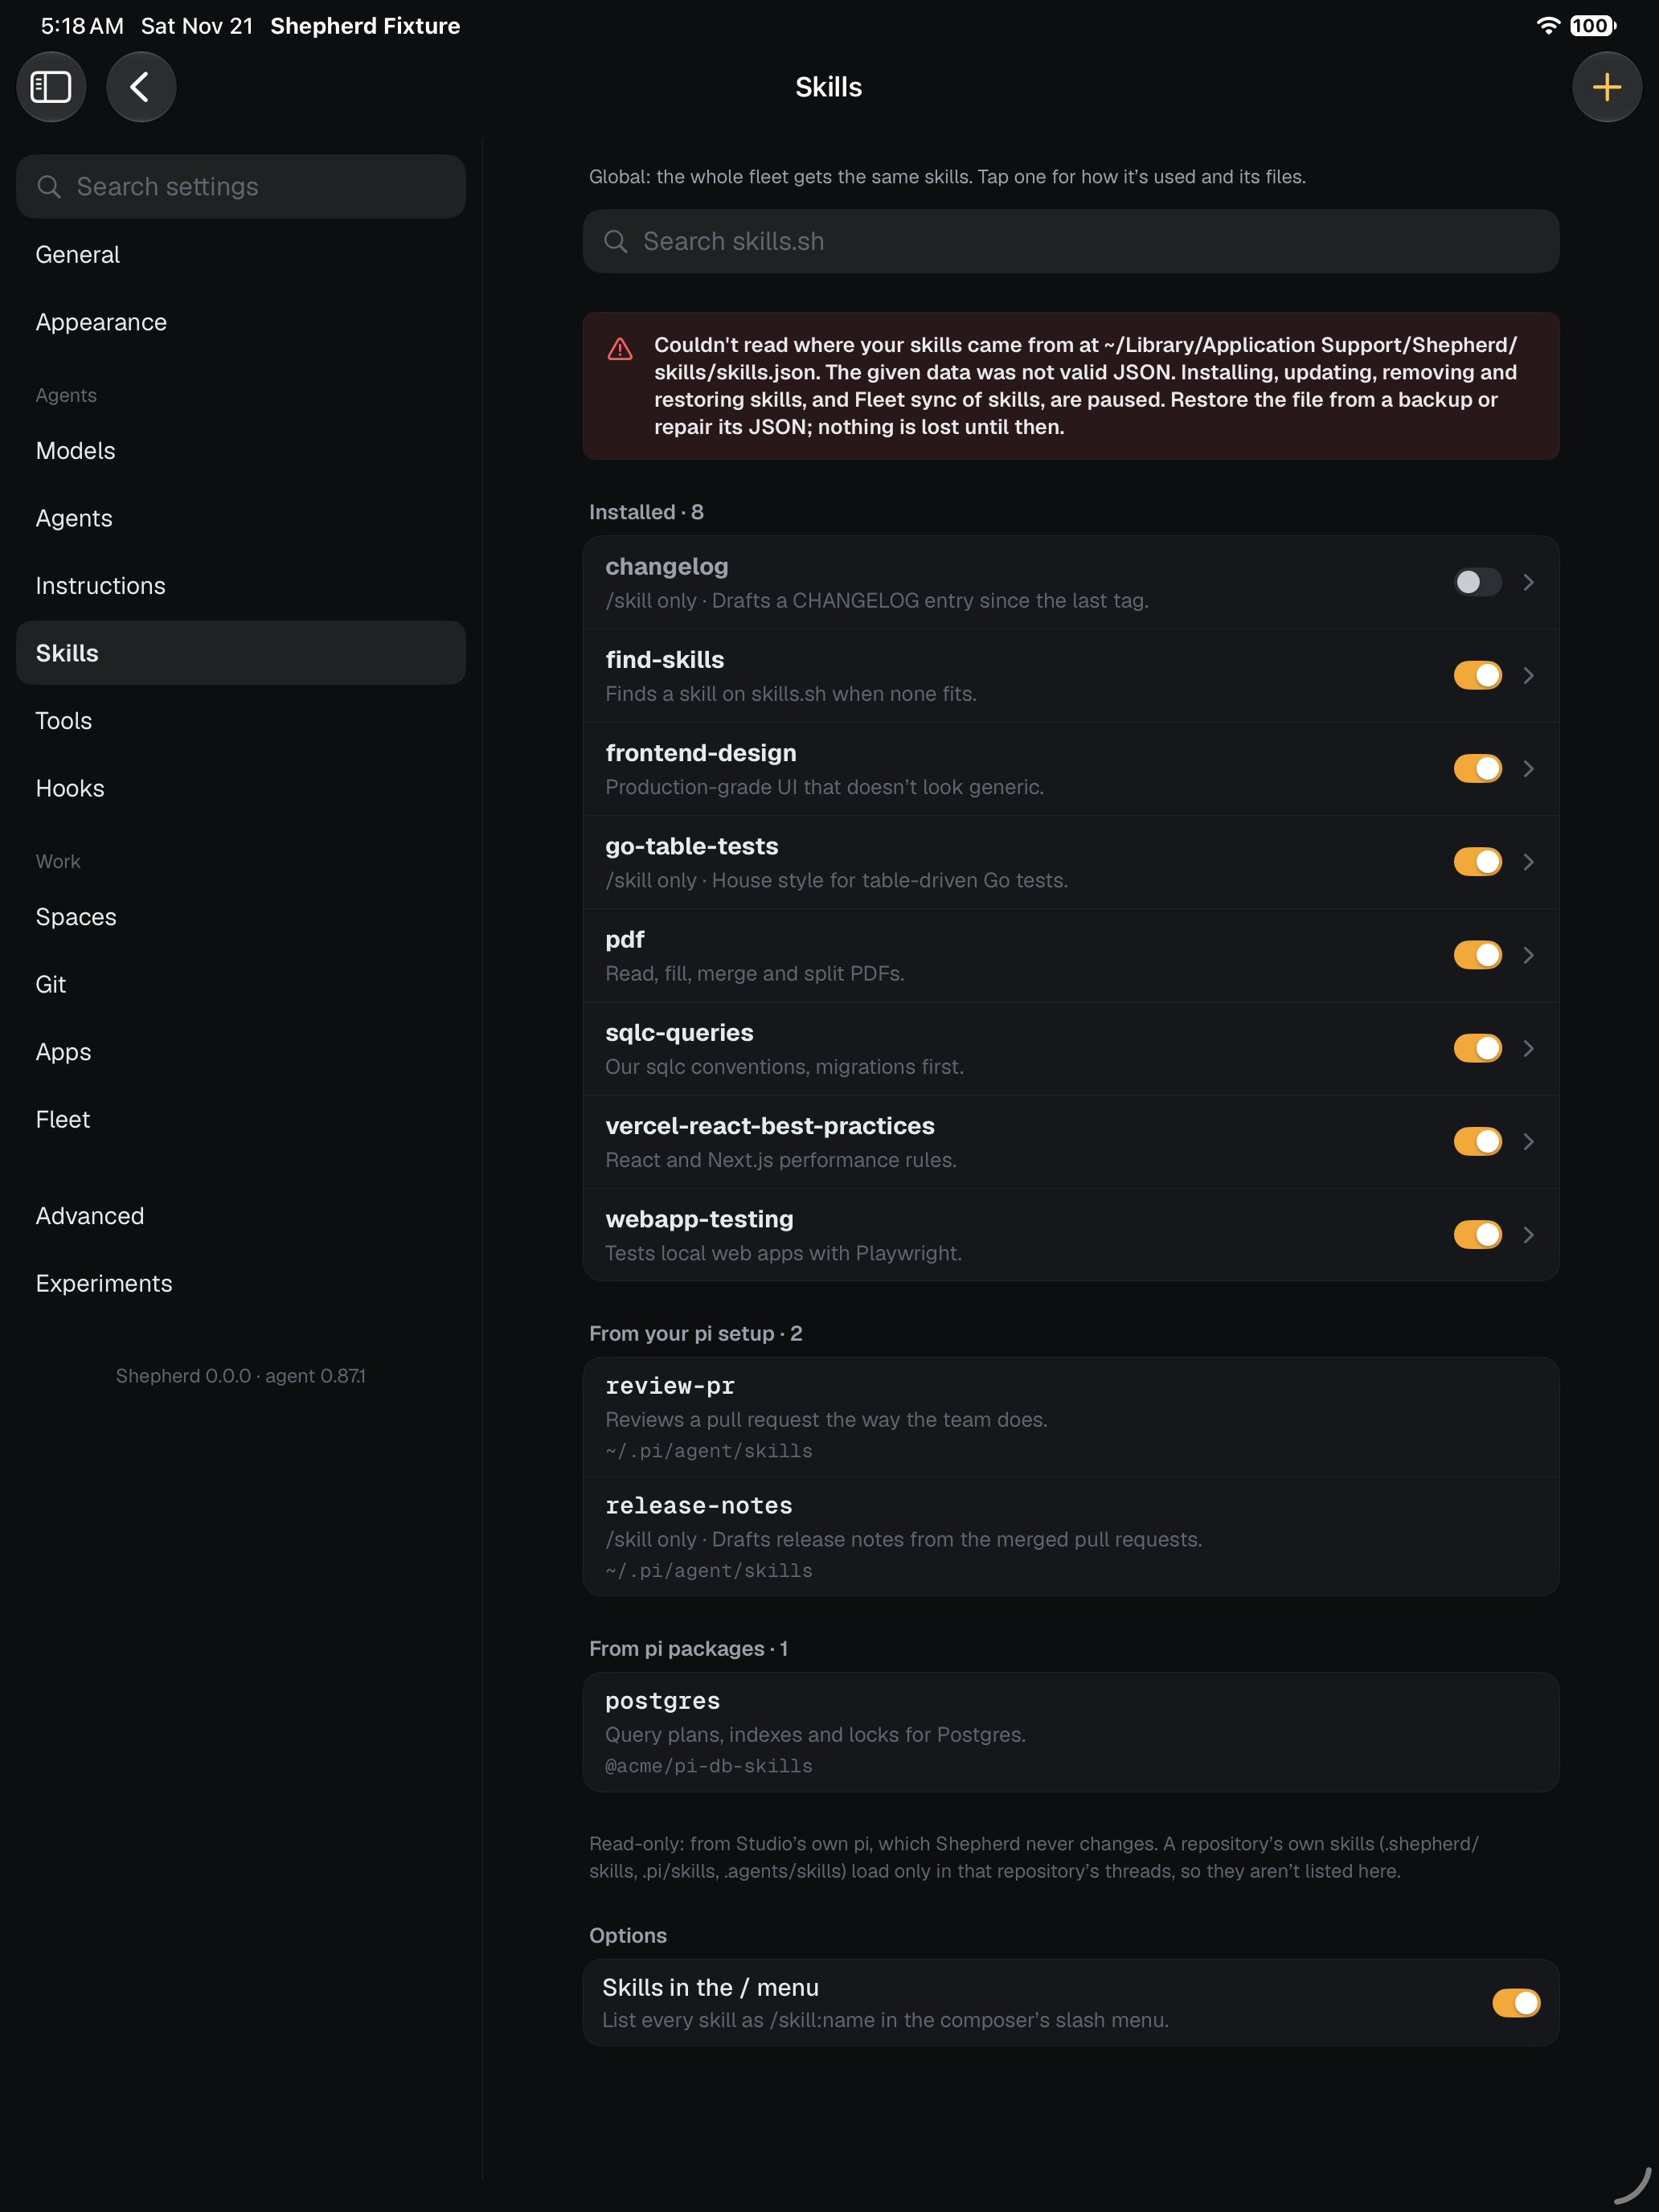 5:18 AM Sat Nov 21 Shepherd Fixture
100
Skills
Search settings
General
Appearance
Agents
Models
Agents
Instructions
Skills
Tools
Hooks
Work
Spaces
Git
Apps
Fleet
Advanced
Experiments
Shepherd 0.0.0 · agent 0.87.1
Global: the whole fleet gets the same skills. Tap one for how it’s used and its files.
Search skills.sh
Couldn't read where your skills came from at ~/Library/Application Support/Shepherd/
skills/skills.json. The given data was not valid JSON. Installing, updating, removing and
restoring skills, and Fleet sync of skills, are paused. Restore the file from a backup or
repair its JSON; nothing is lost until then.
Installed · 8
changelog
/skill only · Drafts a CHANGELOG entry since the last tag.
find-skills
Finds a skill on skills.sh when none fits.
frontend-design
Production-grade UI that doesn’t look generic.
go-table-tests
/skill only · House style for table-driven Go tests.
pdf
Read, fill, merge and split PDFs.
sqlc-queries
Our sqlc conventions, migrations first.
vercel-react-best-practices
React and Next.js performance rules.
webapp-testing
Tests local web apps with Playwright.
From your pi setup · 2
review-pr
Reviews a pull request the way the team does.
~/.pi/agent/skills
release-notes
/skill only · Drafts release notes from the merged pull requests.
~/.pi/agent/skills
From pi packages · 1
postgres
Query plans, indexes and locks for Postgres.
@acme/pi-db-skills
Read-only: from Studio’s own pi, which Shepherd never changes. A repository’s own skills (.shepherd/
skills, .pi/skills, .agents/skills) load only in that repository’s threads, so they aren’t listed here.
Options
Skills in the / menu
List every skill as /skill:name in the composer’s slash menu.